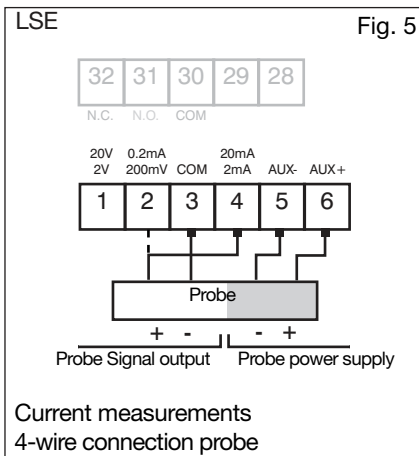 LSE Fig. 5
32 31 30 29 28
N.C. N.O. COM
20V 0.2mA 20mA
2V 200mV COM 2mA AUX- AUX+
1 2 3 4 5 6
Probe
+ - - +
Probe Signal output Probe power supply
Current measurements
4-wire connection probe